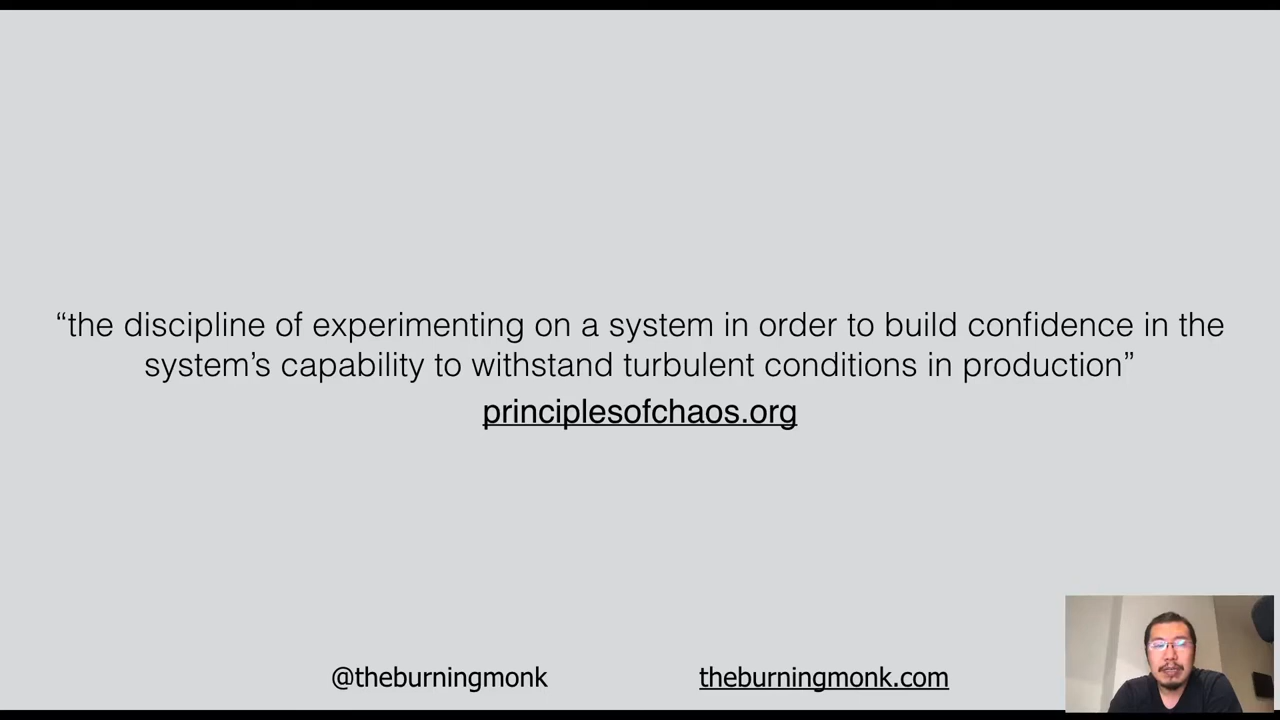 “the discipline of experimenting on a system in order to build confidence in the
system’s capability to withstand turbulent conditions in production”
principlesofchaos.org
@theburningmonk
theburningmonk.com